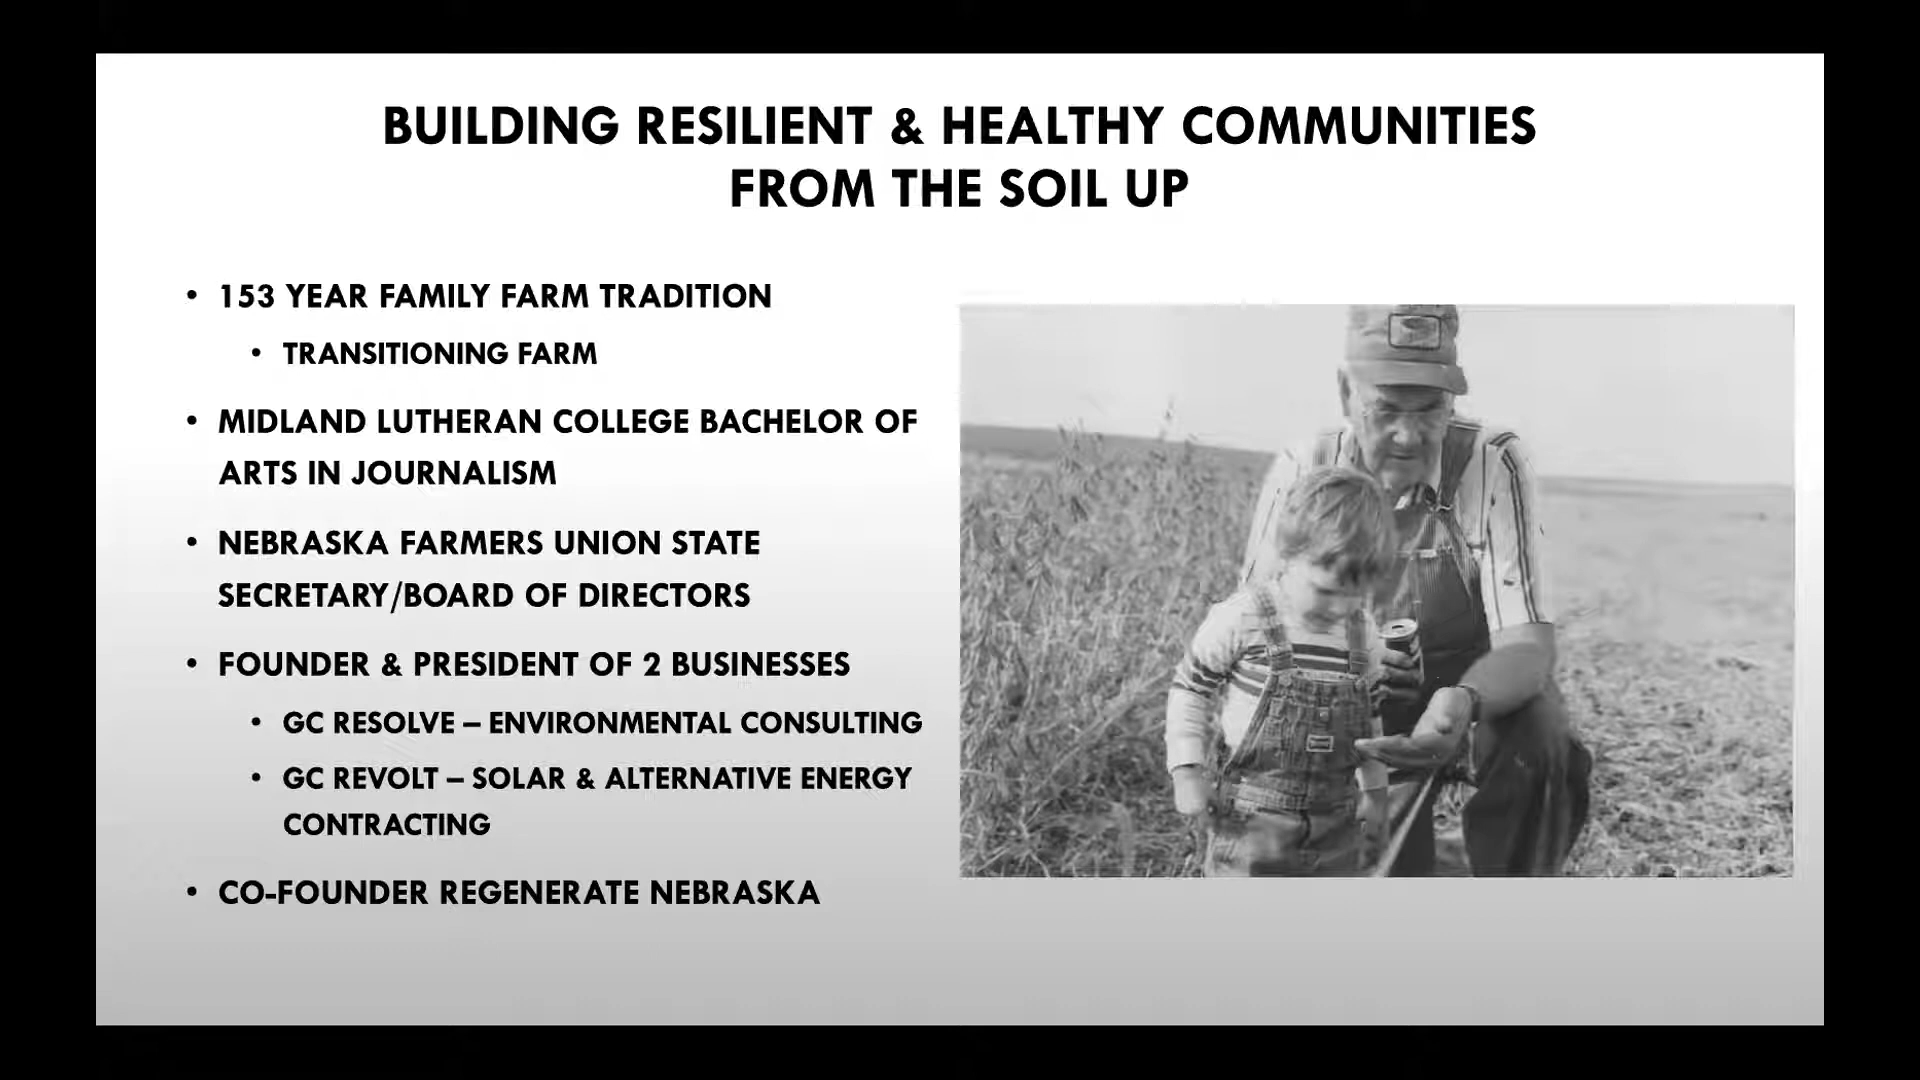 BUILDING RESILIENT & HEALTHY COMMUNITIES
FROM THE SOIL UP
• 153 YEAR FAMILY FARM TRADITION
• TRANSITIONING FARM
• MIDLAND LUTHERAN COLLEGE BACHELOR OF
ARTS IN JOURNALISM
• NEBRASKA FARMERS UNION STATE
SECRETARY/BOARD OF DIRECTORS
• FOUNDER & PRESIDENT OF 2 BUSINESSES
• GC RESOLVE – ENVIRONMENTAL CONSULTING
• GC REVOLT – SOLAR & ALTERNATIVE ENERGY
CONTRACTING
• CO-FOUNDER REGENERATE NEBRASKA